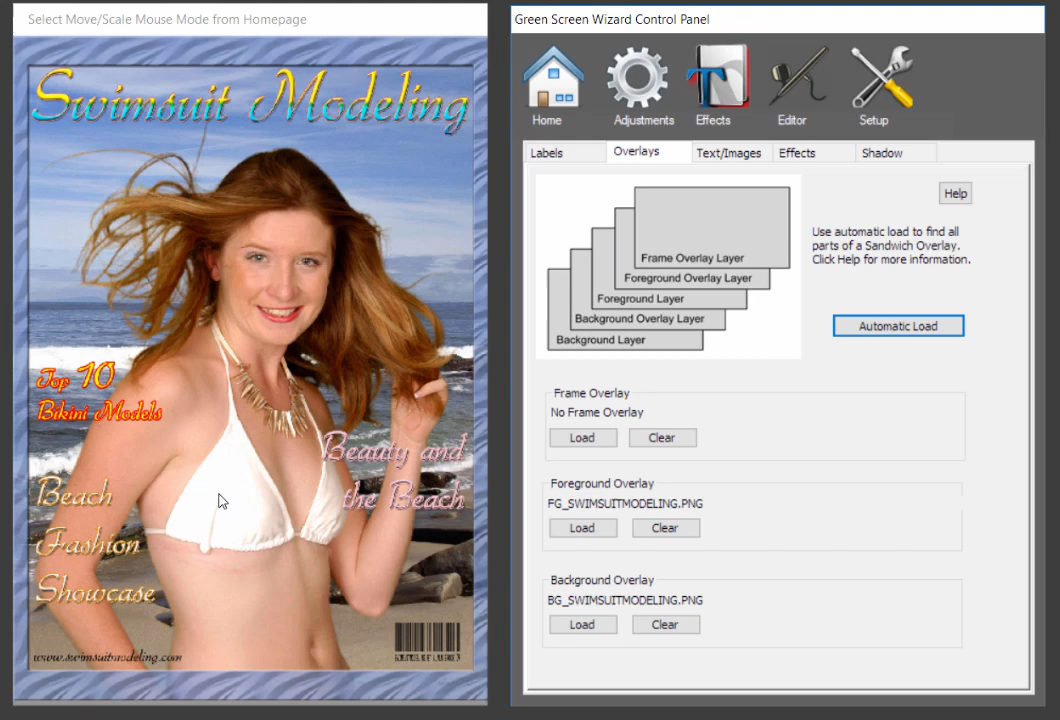 Select Move/Scale Mouse Mode from Homepage
Swimsuit Modeling
Top 10
Bikini Models
Beauty and
the Beach
Beach
Fashion
Showcase
www.swimsuitmodeling.com
Green Screen Wizard Control Panel
Home
Adjustments
Effects
Editor
Setup
Labels
Overlays
Text/Images
Effects
Shadow
Frame Overlay Layer
Foreground Overlay Layer
Foreground Layer
Background Overlay Layer
Background Layer
Help
Use automatic load to find all
parts of a Sandwich Overlay.
Click Help for more information.
Automatic Load
Frame Overlay
No Frame Overlay
Load
Clear
Foreground Overlay
FG_SWIMSUITMODELING.PNG
Load
Clear
Background Overlay
BG_SWIMSUITMODELING.PNG
Load
Clear